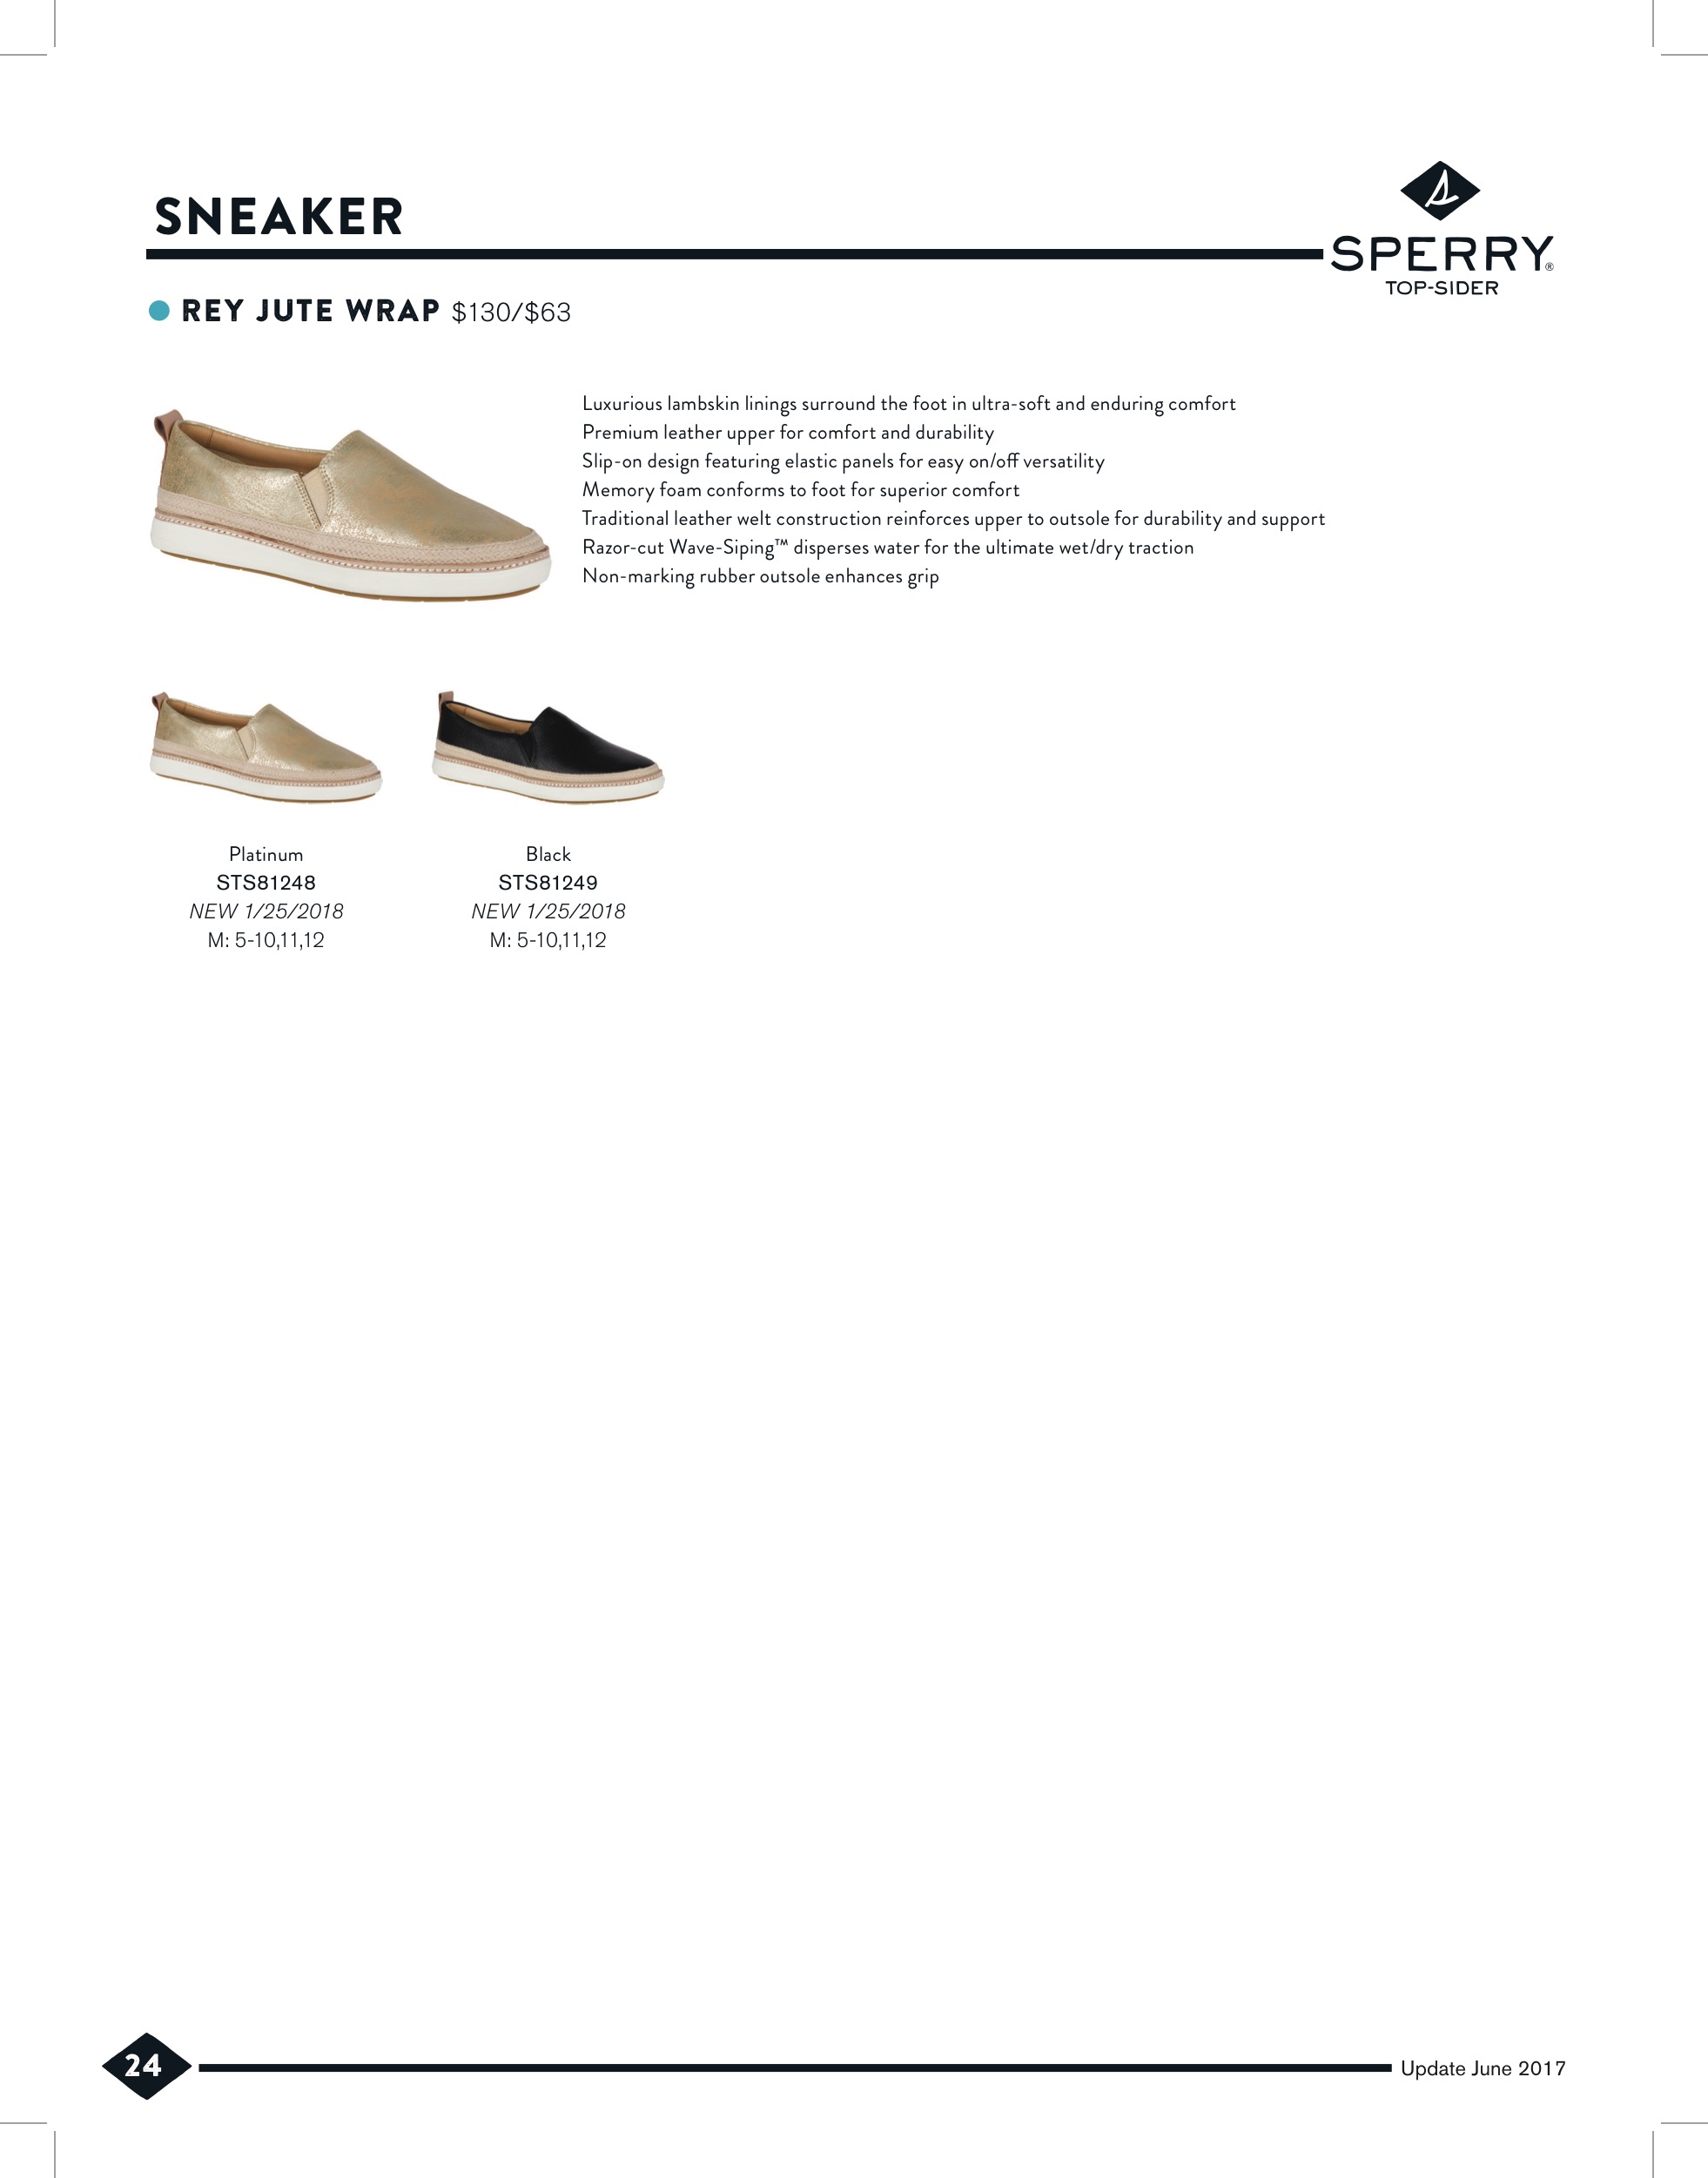 SNEAKER
SPERRY®
TOP-SIDER
REY JUTE WRAP $130/$63
Luxurious lambskin linings surround the foot in ultra-soft and enduring comfort
Premium leather upper for comfort and durability
Slip-on design featuring elastic panels for easy on/off versatility
Memory foam conforms to foot for superior comfort
Traditional leather welt construction reinforces upper to outsole for durability and support
Razor-cut Wave-Siping™ disperses water for the ultimate wet/dry traction
Non-marking rubber outsole enhances grip
Platinum
STS81248
NEW 1/25/2018
M: 5-10,11,12
Black
STS81249
NEW 1/25/2018
M: 5-10,11,12
24
Update June 2017